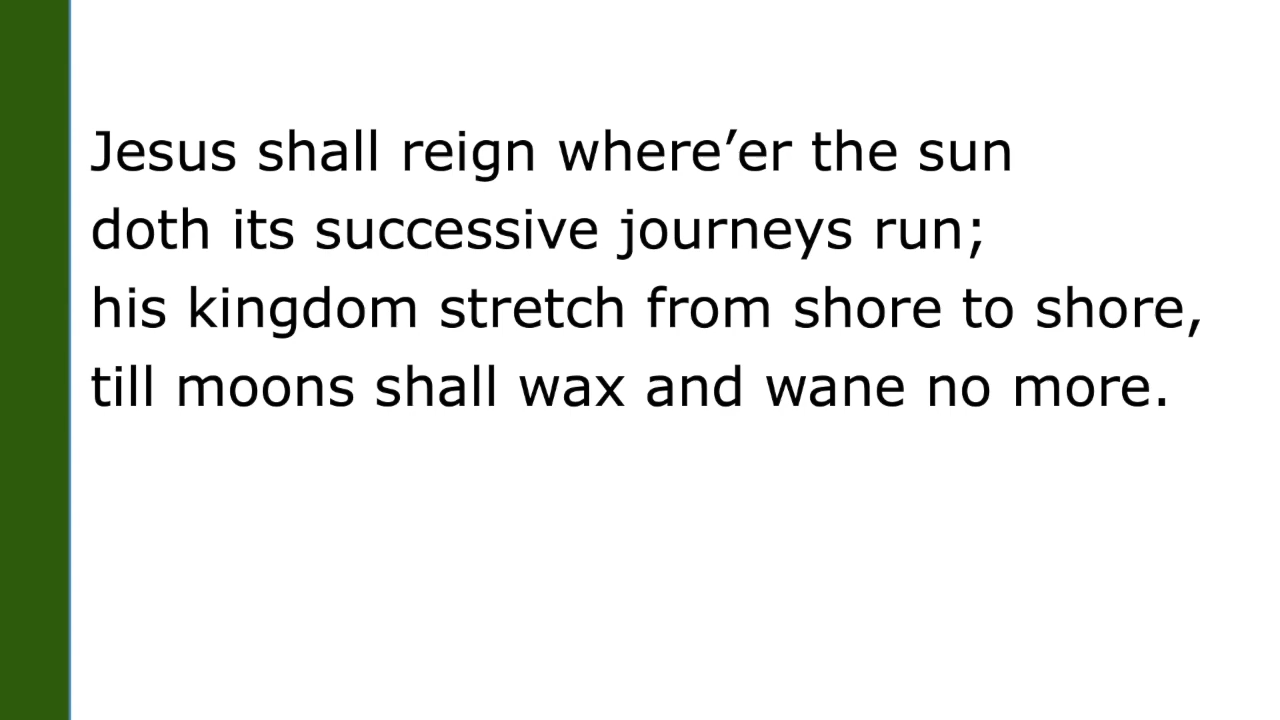 Jesus shall reign where’er the sun
doth its successive journeys run;
his kingdom stretch from shore to shore,
till moons shall wax and wane no more.